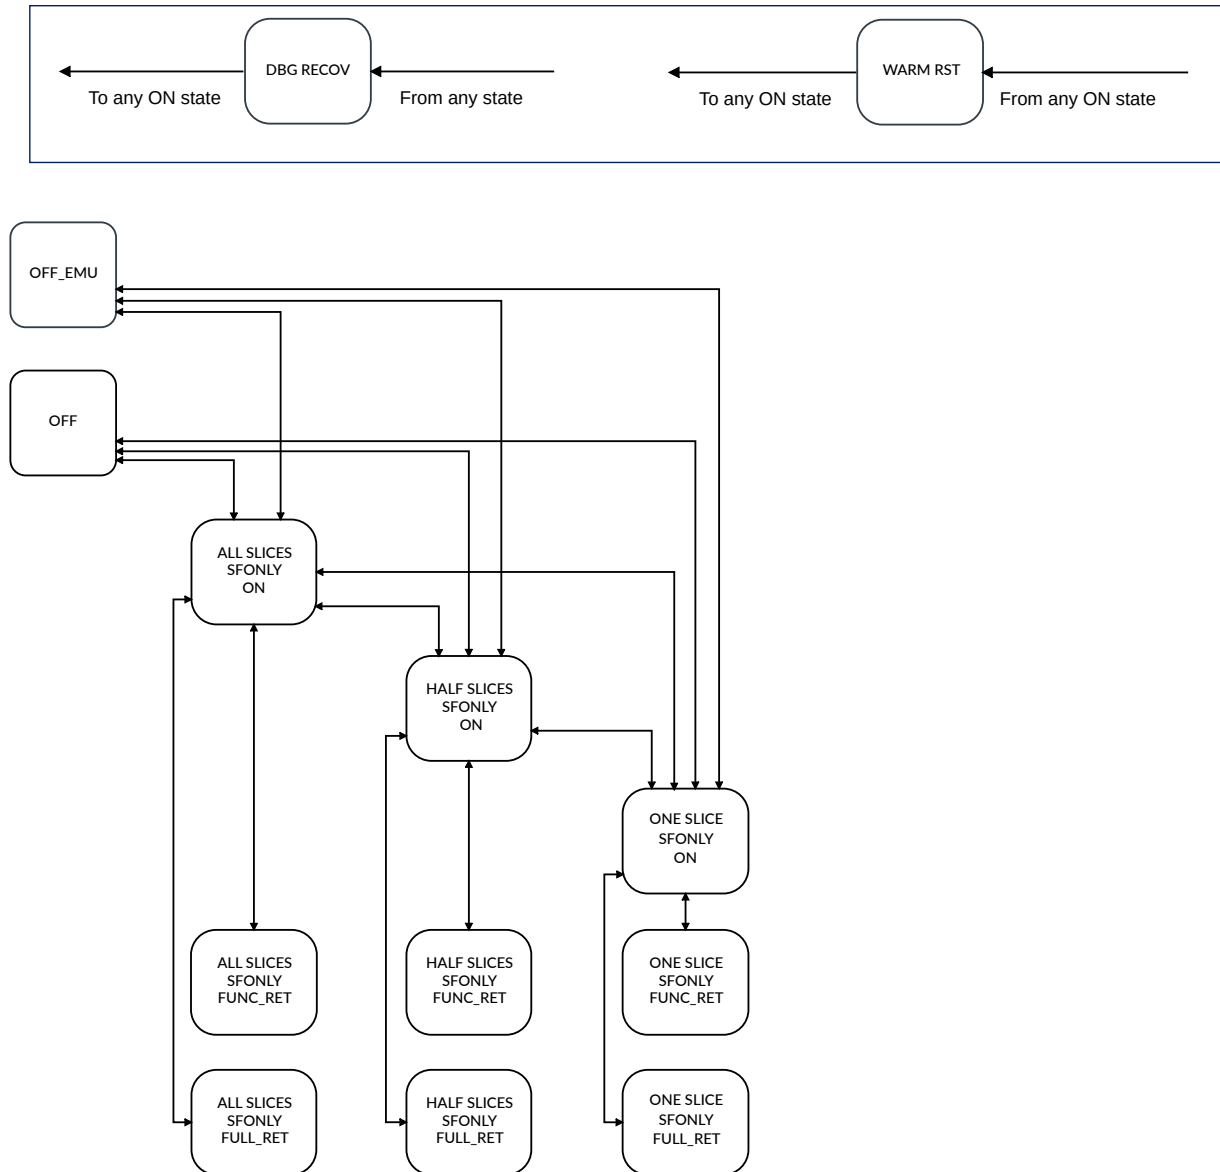 DBG RECOV
WARM RST
To any ON state
From any state
To any ON state
From any ON state
OFF_EMU
OFF
ALL SLICES
SFONLY
ON
HALF SLICES
SFONLY
ON
ONE SLICE
SFONLY
ON
ALL SLICES
SFONLY
FUNC_RET
HALF SLICES
SFONLY
FUNC_RET
ONE SLICE
SFONLY
FUNC_RET
ALL SLICES
SFONLY
FULL_RET
HALF SLICES
SFONLY
FULL_RET
ONE SLICE
SFONLY
FULL_RET